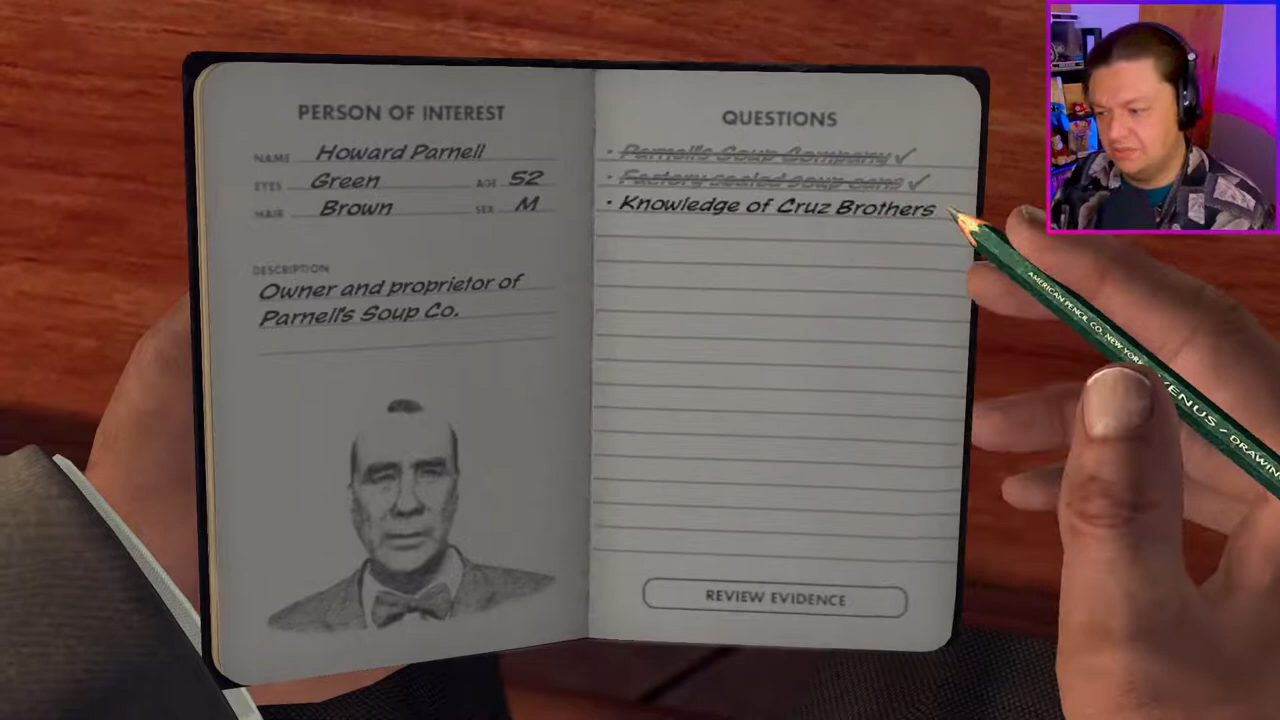 PERSON OF INTEREST
NAME Howard Parnell
EYES Green AGE 52
HAIR Brown SEX M
DESCRIPTION
Owner and proprietor of
Parnell's Soup Co.
QUESTIONS
· Parnell's Soup Company ✓
· Factory sealed soup cans ✓
· Knowledge of Cruz Brothers
REVIEW EVIDENCE
AMERICAN PENCIL CO. NEW YORK
VENUS / DRAWING